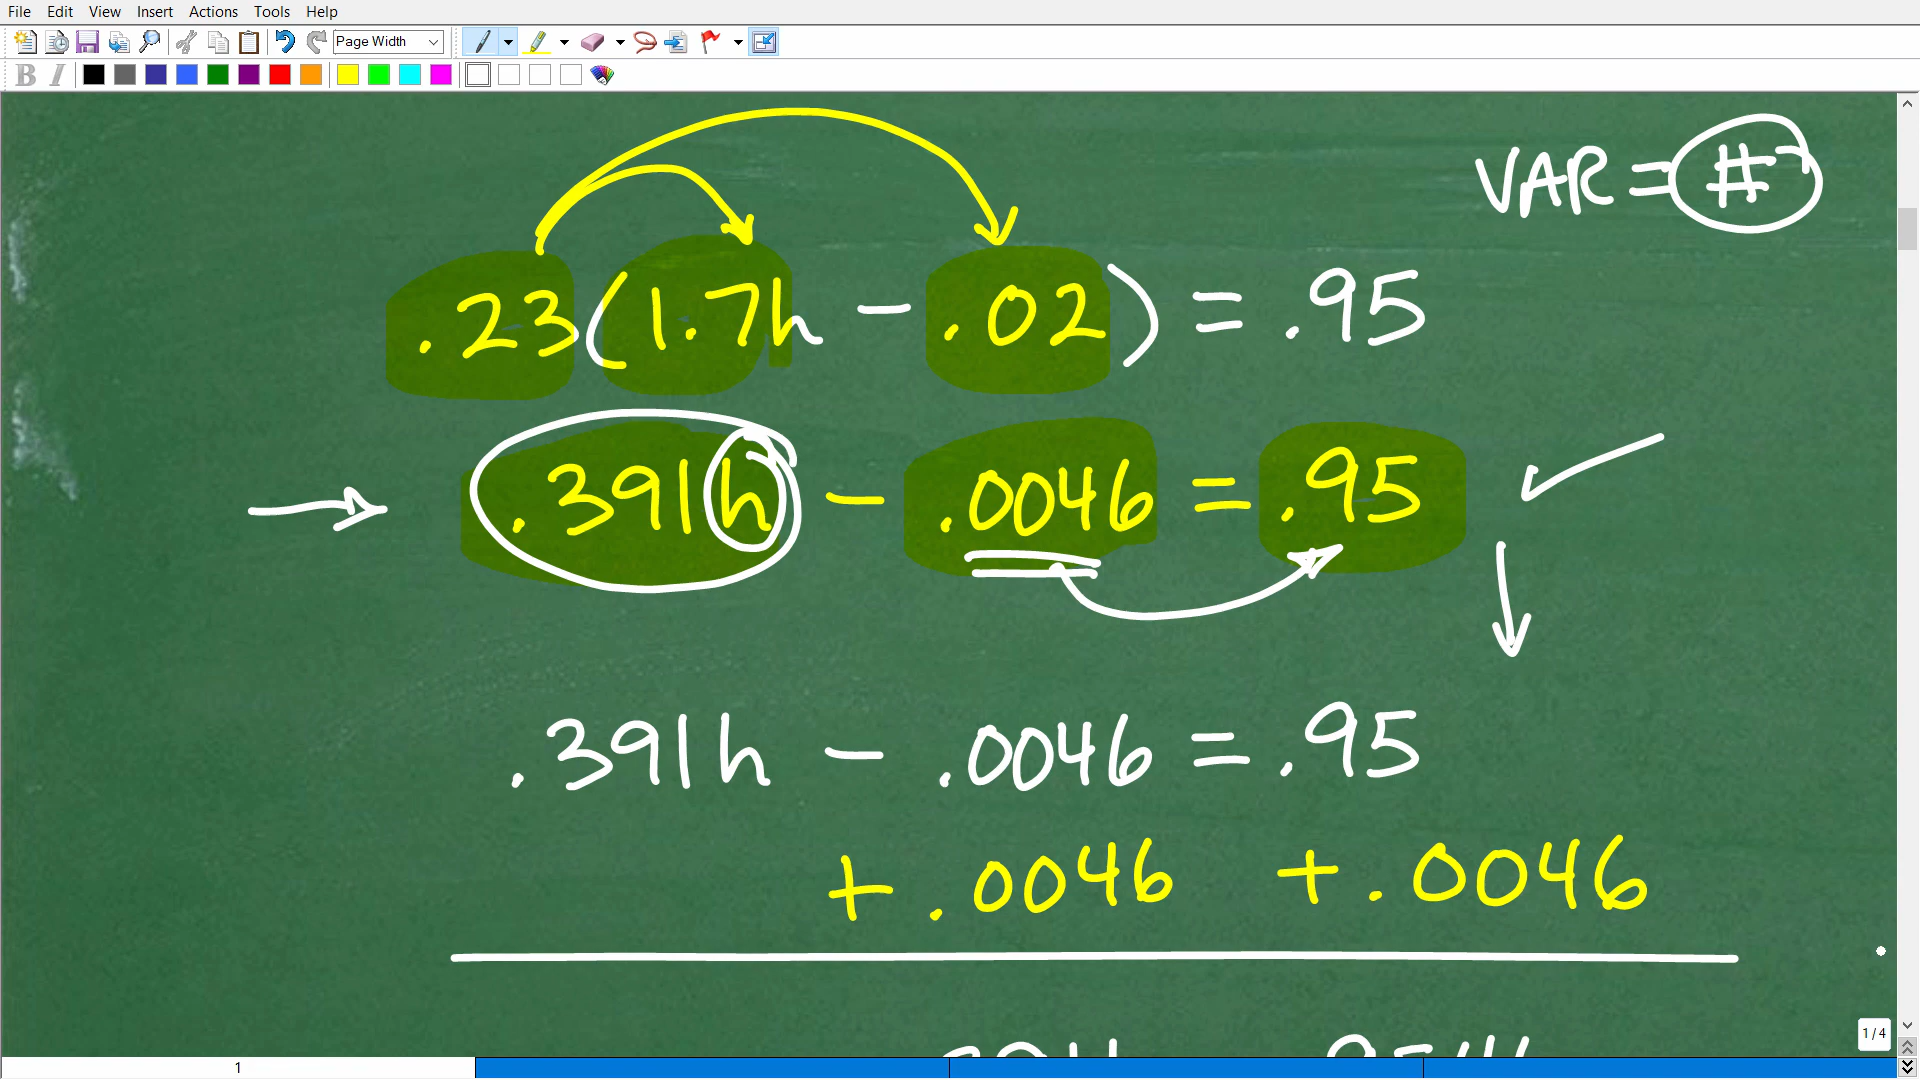 File Edit View Insert Actions Tools Help
Page Width
B I
VAR = #
.23(1.7h - .02) = .95
.391h - .0046 = .95
.391h - .0046 = .95
+ .0046 + .0046
1 / 4
1